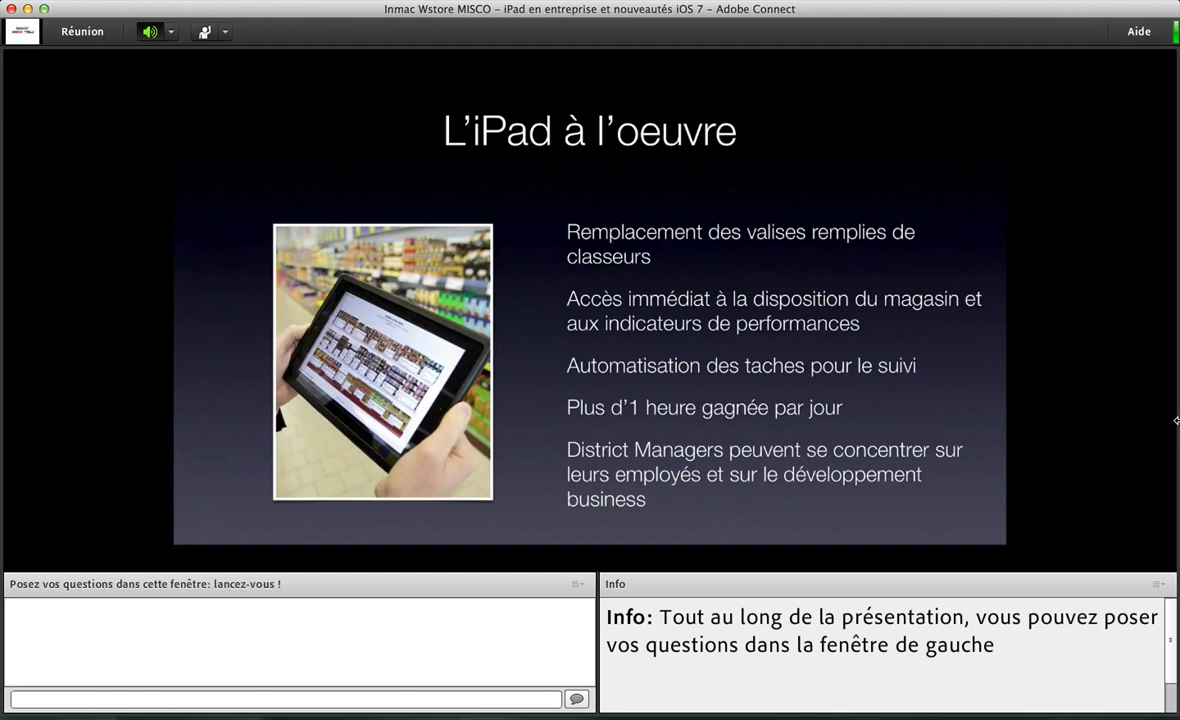 Inmac Wstore MISCO – iPad en entreprise et nouveautés iOS 7 - Adobe Connect
Réunion
Aide
L'iPad à l'oeuvre
Remplacement des valises remplies de
classeurs
Accès immédiat à la disposition du magasin et
aux indicateurs de performances
Automatisation des taches pour le suivi
Plus d'1 heure gagnée par jour
District Managers peuvent se concentrer sur
leurs employés et sur le développement
business
Posez vos questions dans cette fenêtre: lancez-vous !
Info
Info: Tout au long de la présentation, vous pouvez poser
vos questions dans la fenêtre de gauche